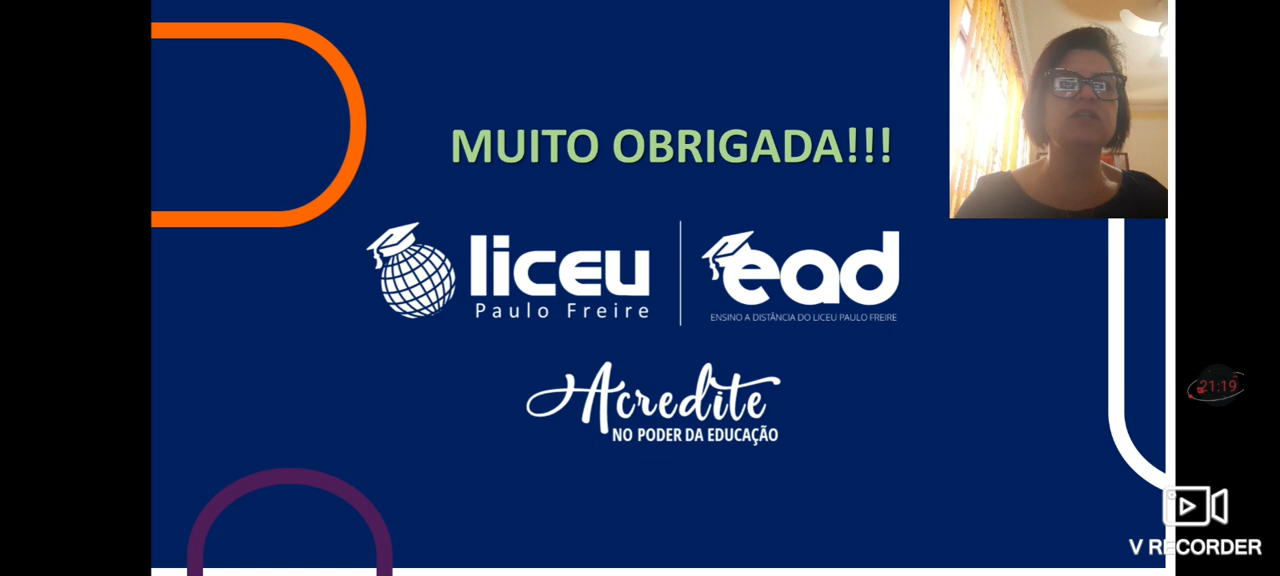 MUITO OBRIGADA!!!
liceu
Paulo Freire
ead
ENSINO A DISTÂNCIA DO LICEU PAULO FREIRE
Acredite
NO PODER DA EDUCAÇÃO
21:19
V RECORDER